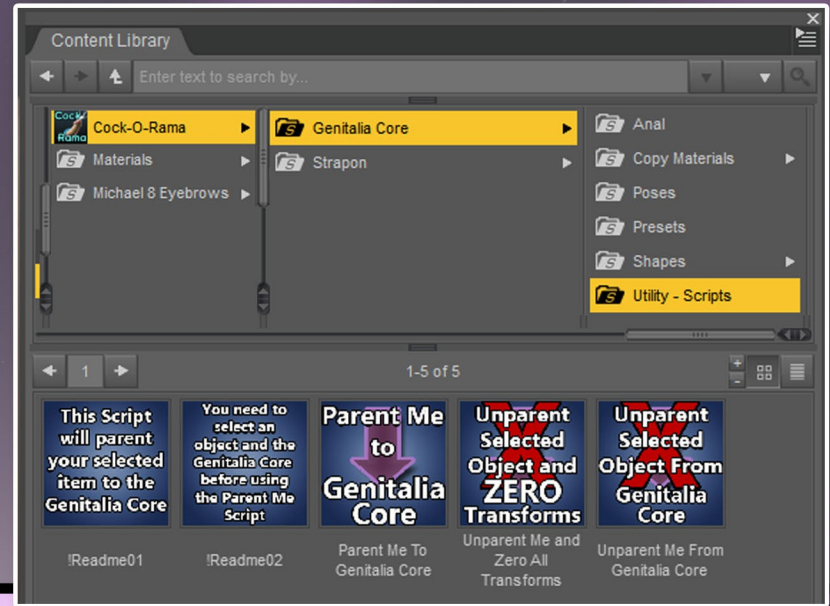 Content Library
Enter text to search by...
Cock-O-Rama
Materials
Michael 8 Eyebrows
Genitalia Core
Strapon
Anal
Copy Materials
Poses
Presets
Shapes
Utility - Scripts
1
1-5 of 5
This Script
will parent
your selected
item to the
Genitalia Core
!Readme01
You need to
select an
object and the
Genitalia Core
before using
the Parent Me
Script
!Readme02
Parent Me
to
Genitalia
Core
Parent Me To
Genitalia Core
Unparent
Selected
Object and
ZERO
Transforms
Unparent Me and
Zero All
Transforms
Unparent
Selected
Object From
Genitalia
Core
Unparent Me From
Genitalia Core